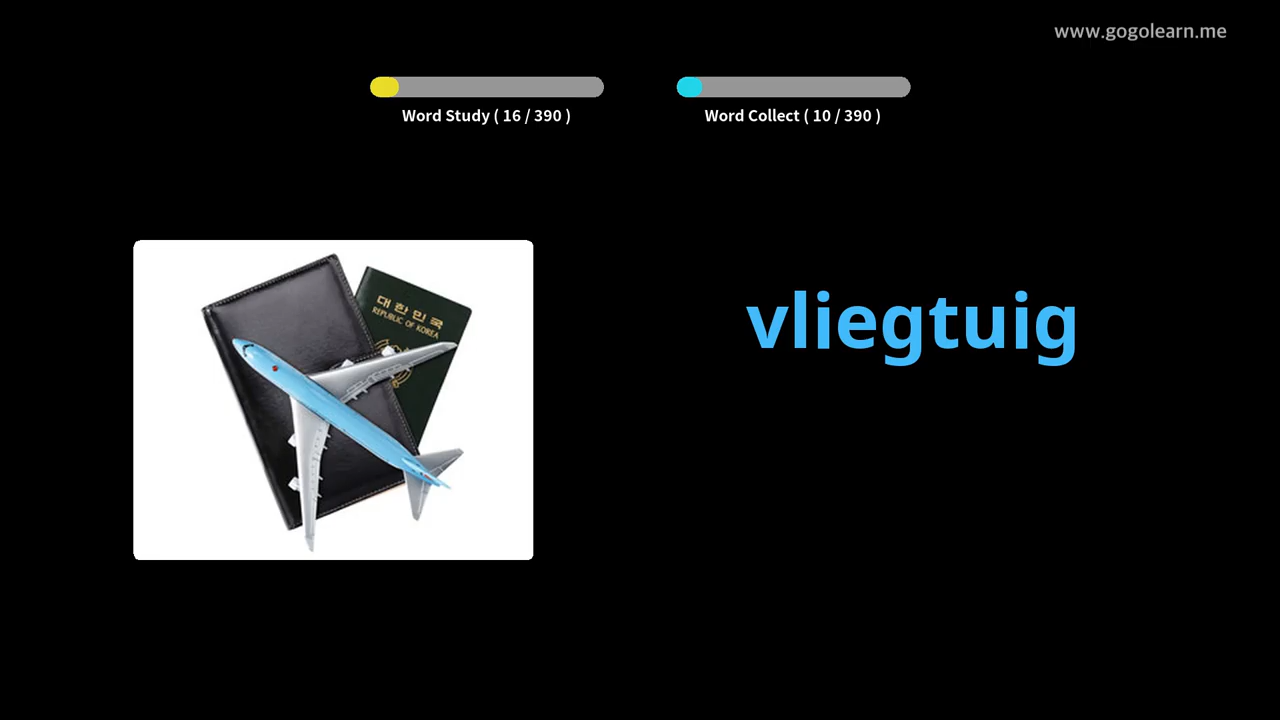 www.gogolearn.me
Word Study ( 16 / 390 )
Word Collect ( 10 / 390 )
대한민국
REPUBLIC OF KOREA
vliegtuig